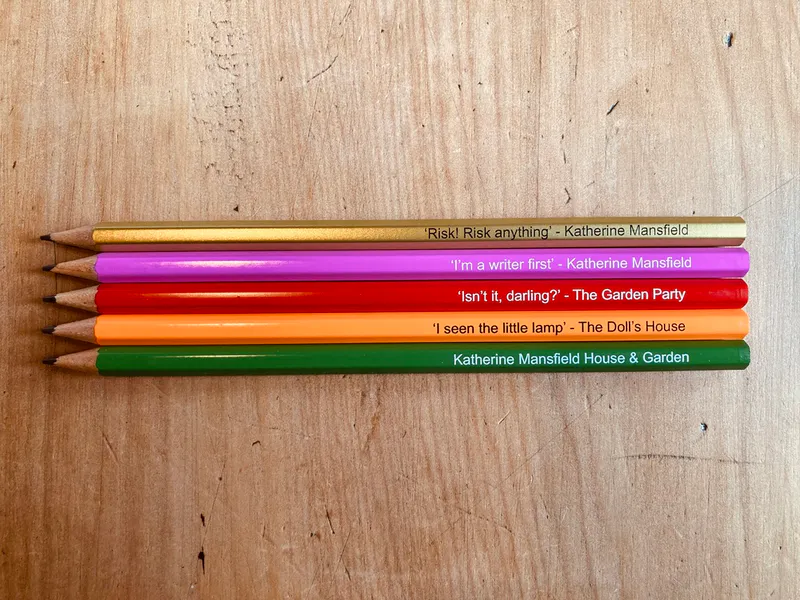 ‘Risk! Risk anything’ - Katherine Mansfield
‘I’m a writer first’ - Katherine Mansfield
‘Isn’t it, darling?’ - The Garden Party
‘I seen the little lamp’ - The Doll’s House
Katherine Mansfield House & Garden